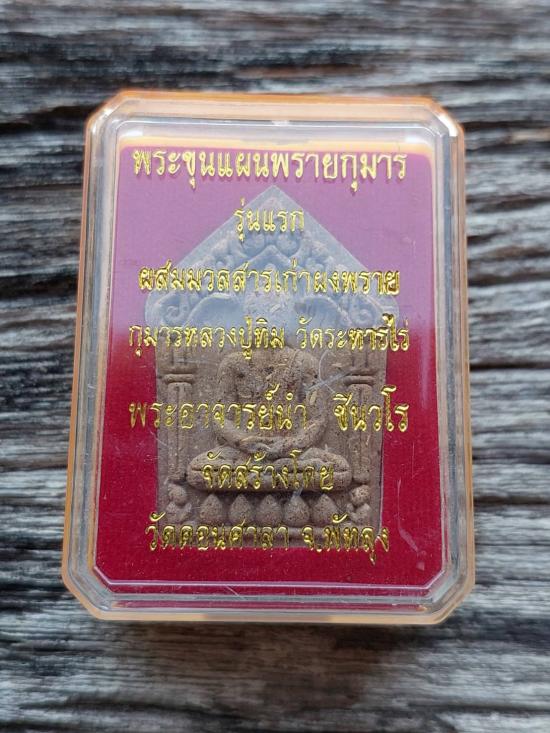 พระขุนแผนพรายกุมาร
รุ่นแรก
ผสมมวลสารเก่าผงพราย
กุมารหลวงปู่ทิม วัดระหารไร่
พระอาจารย์นำ ชินวโร
จัดสร้างโดย
วัดดอนศาลา จ.พัทลุง